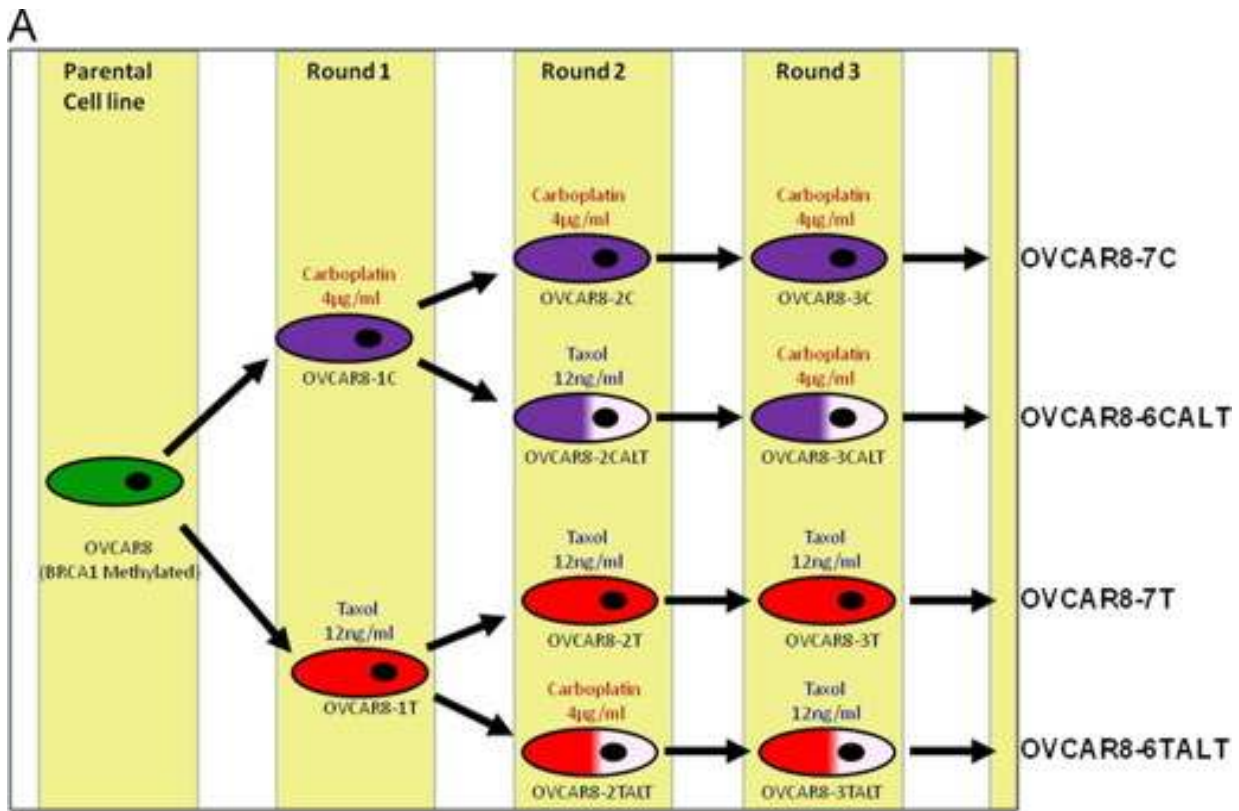 A
Parental
Cell line
Round 1
Round 2
Round 3
Carboplatin
4µg/ml
OVCAR8-2C
Carboplatin
4µg/ml
OVCAR8-3C
OVCAR8-7C
Carboplatin
4µg/ml
OVCAR8-1C
Taxol
12ng/ml
OVCAR8-2CALT
Carboplatin
4µg/ml
OVCAR8-3CALT
OVCAR8-6CALT
OVCAR8
(BRCA1 Methylated)
Taxol
12ng/ml
OVCAR8-1T
Taxol
12ng/ml
OVCAR8-2T
Taxol
12ng/ml
OVCAR8-3T
OVCAR8-7T
Carboplatin
4µg/ml
OVCAR8-2TALT
Taxol
12ng/ml
OVCAR8-3TALT
OVCAR8-6TALT